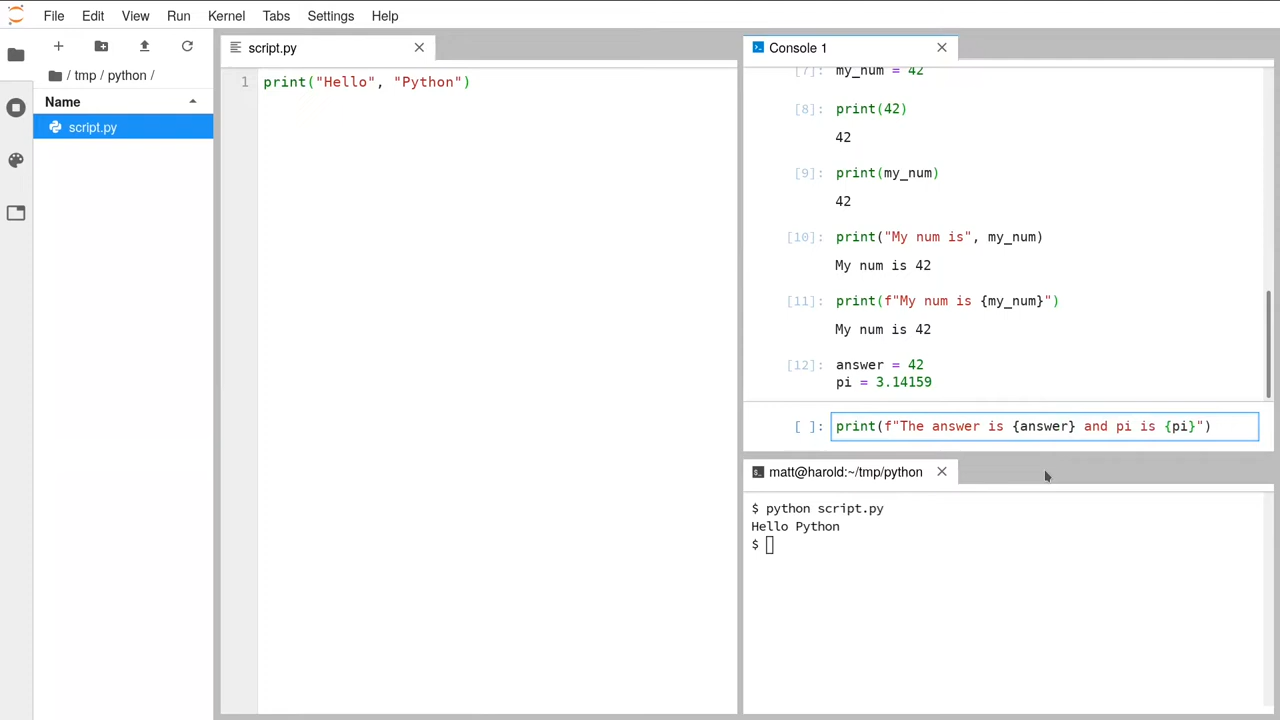 File Edit View Run Kernel Tabs Settings Help
/ tmp / python /
Name
script.py
script.py
1 print("Hello", "Python")
Console 1
[7]: my_num = 42
[8]: print(42)
42
[9]: print(my_num)
42
[10]: print("My num is", my_num)
My num is 42
[11]: print(f"My num is {my_num}")
My num is 42
[12]: answer = 42
pi = 3.14159
[ ]: print(f"The answer is {answer} and pi is {pi}")
matt@harold:~/tmp/python
$ python script.py
Hello Python
$